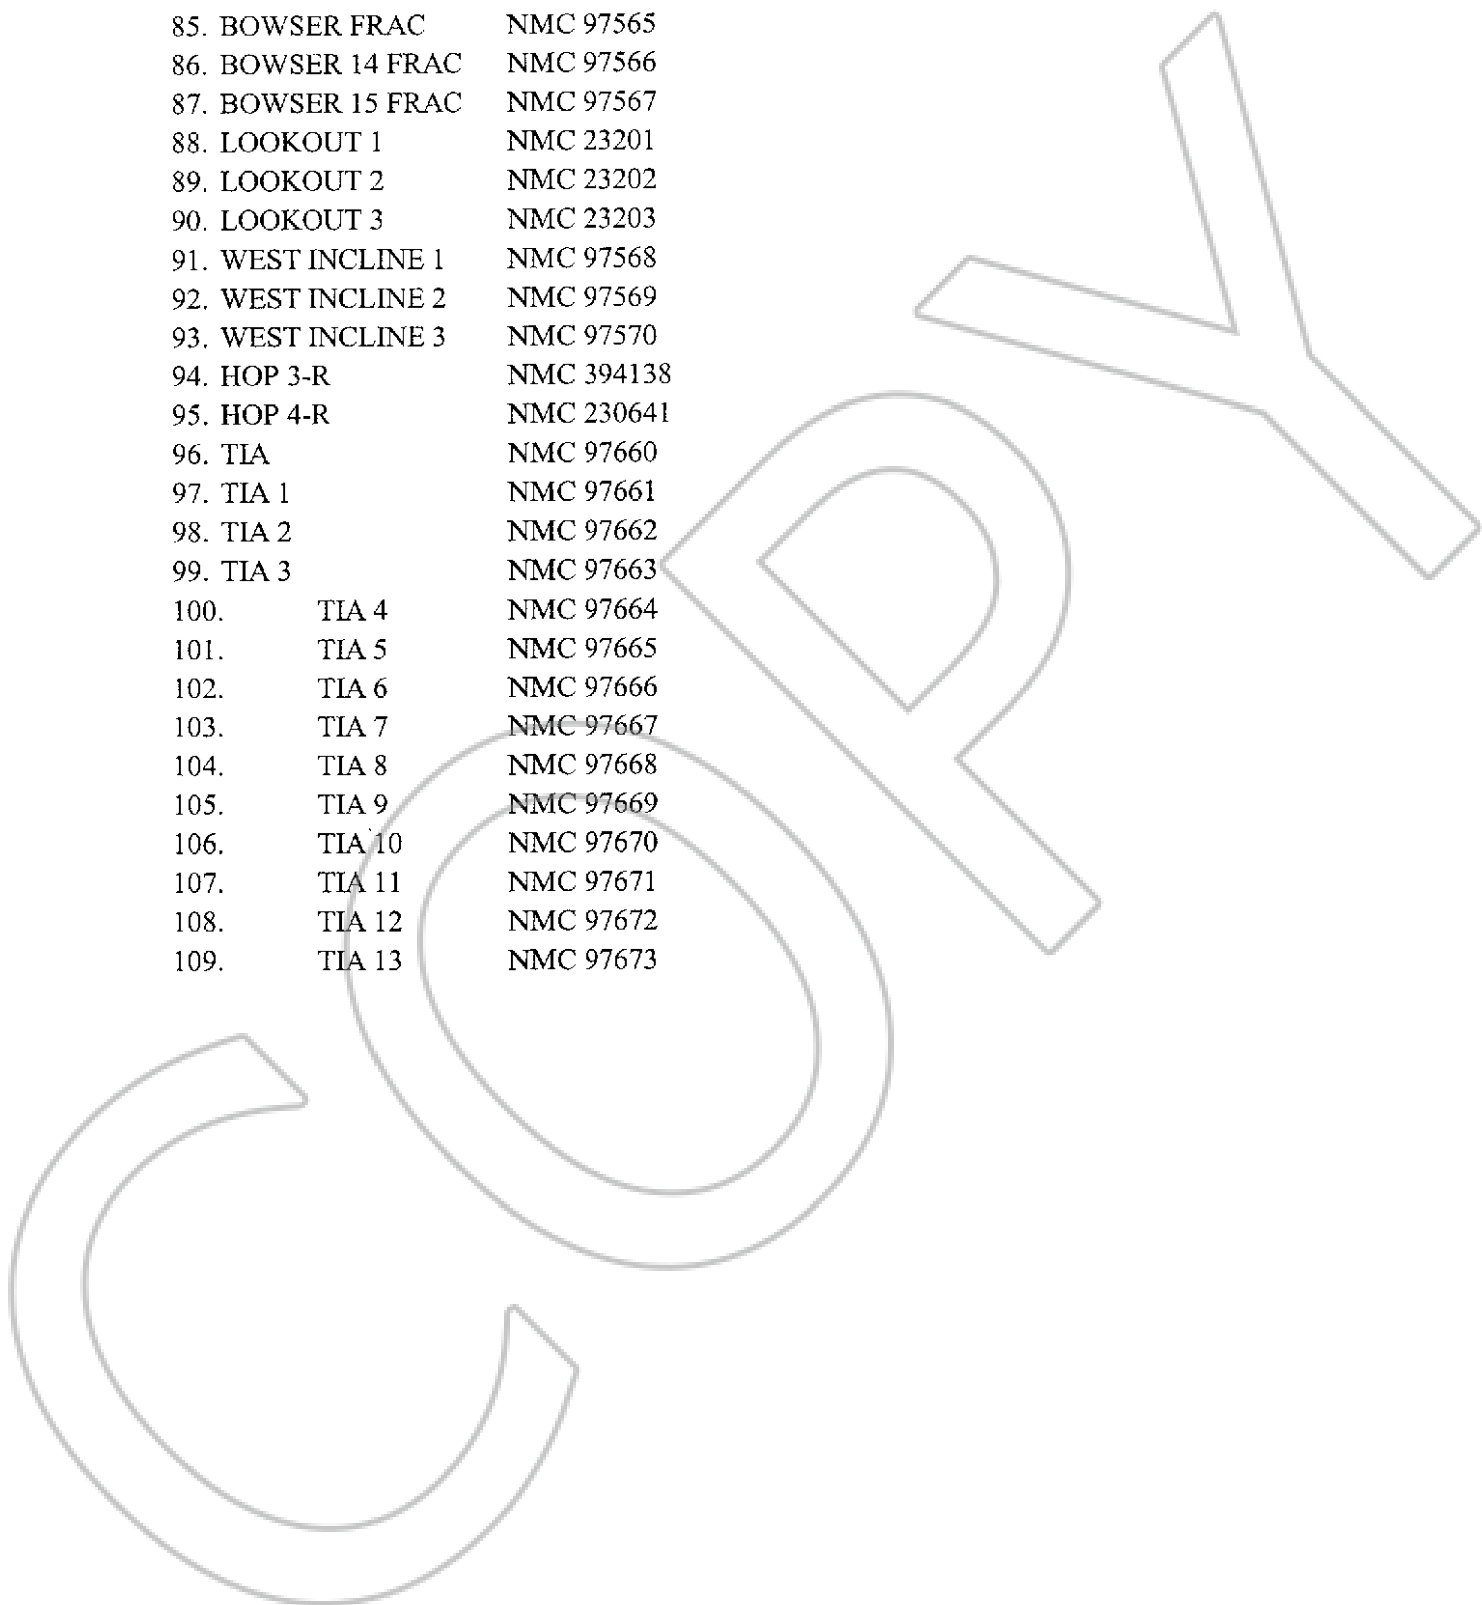 85. BOWSER FRAC NMC 97565
86. BOWSER 14 FRAC NMC 97566
87. BOWSER 15 FRAC NMC 97567
88. LOOKOUT 1 NMC 23201
89. LOOKOUT 2 NMC 23202
90. LOOKOUT 3 NMC 23203
91. WEST INCLINE 1 NMC 97568
92. WEST INCLINE 2 NMC 97569
93. WEST INCLINE 3 NMC 97570
94. HOP 3-R NMC 394138
95. HOP 4-R NMC 230641
96. TIA NMC 97660
97. TIA 1 NMC 97661
98. TIA 2 NMC 97662
99. TIA 3 NMC 97663
100. TIA 4 NMC 97664
101. TIA 5 NMC 97665
102. TIA 6 NMC 97666
103. TIA 7 NMC 97667
104. TIA 8 NMC 97668
105. TIA 9 NMC 97669
106. TIA 10 NMC 97670
107. TIA 11 NMC 97671
108. TIA 12 NMC 97672
109. TIA 13 NMC 97673
COPY